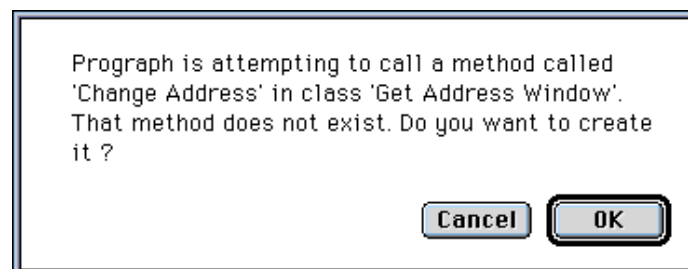 Prograph is attempting to call a method called
'Change Address' in class 'Get Address Window'.
That method does not exist. Do you want to create
it ?
Cancel OK